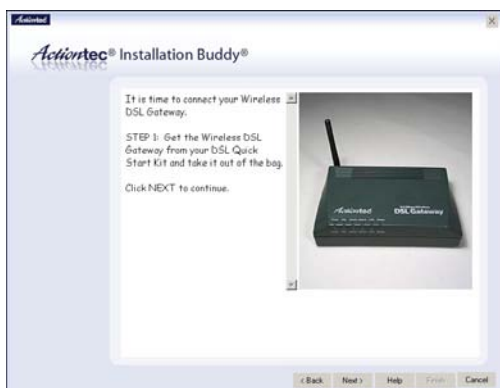 Actiontec
Actiontec® Installation Buddy®
It is time to connect your Wireless
DSL Gateway.
STEP 1: Get the Wireless DSL
Gateway from your DSL Quick
Start Kit and take it out of the bag.
Click NEXT to continue.
Actiontec
DSL Gateway
< Back
Next >
Help
Finish
Cancel